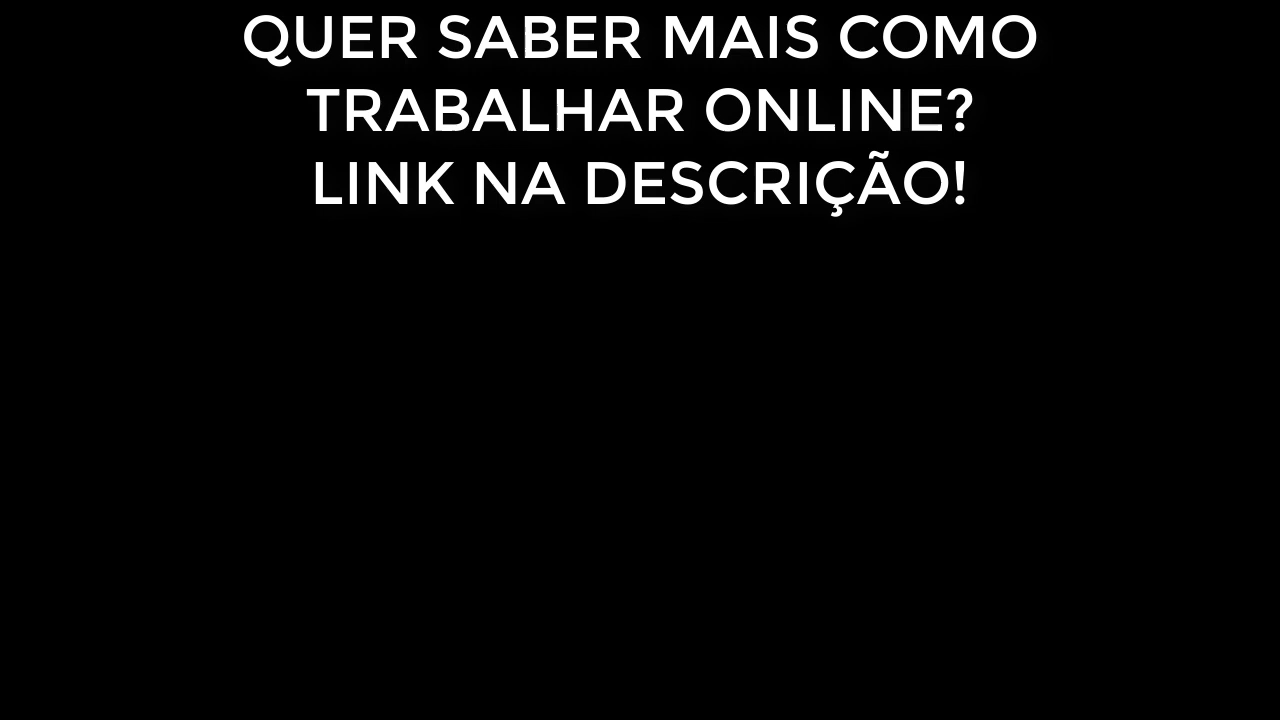 QUER SABER MAIS COMO
TRABALHAR ONLINE?
LINK NA DESCRIÇÃO!